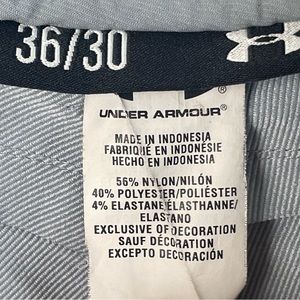 36/30
UNDER ARMOUR®
MADE IN INDONESIA
FABRIQUÉ EN INDONÉSIE
HECHO EN INDONESIA
56% NYLON/NILÓN
40% POLYESTER/POLIÉSTER
4% ELASTANE/ÉLASTHANNE/
ELASTANO
EXCLUSIVE OF DECORATION
SAUF DÉCORATION
EXCEPTO DECORACIÓN